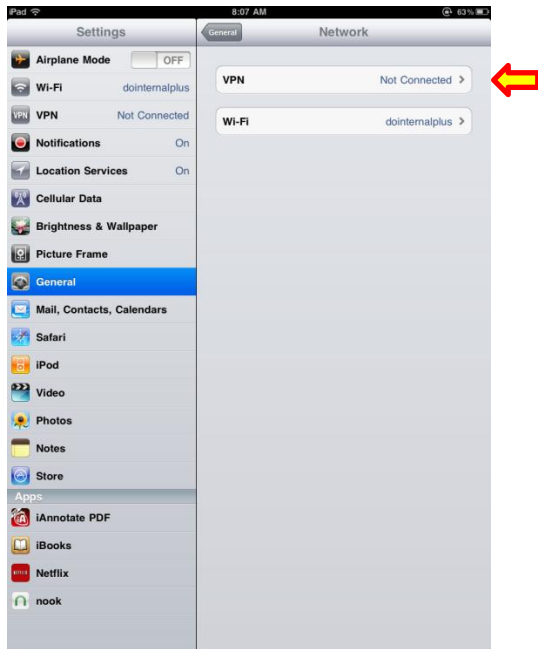 iPad 8:07 AM 63%
Settings
Airplane Mode OFF
Wi-Fi dointernalplus
VPN VPN Not Connected
Notifications On
Location Services On
Cellular Data
Brightness & Wallpaper
Picture Frame
General
Mail, Contacts, Calendars
Safari
iPod
Video
Photos
Notes
Store
Apps
iAnnotate PDF
iBooks
NETFLIX Netflix
nook
General Network
VPN Not Connected
Wi-Fi dointernalplus